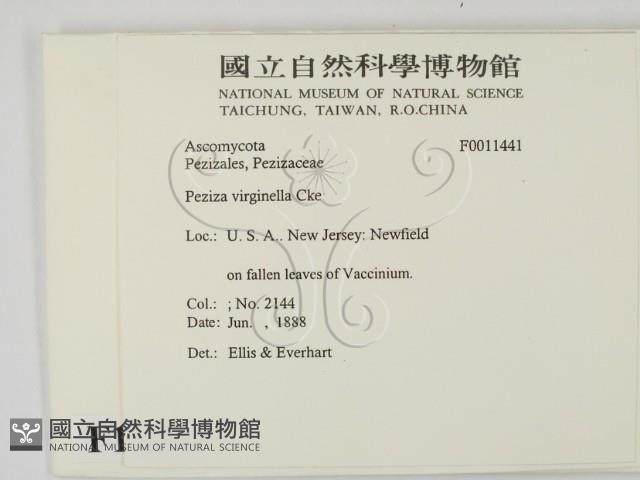 國立自然科學博物館
NATIONAL MUSEUM OF NATURAL SCIENCE
TAICHUNG, TAIWAN, R.O.CHINA
Ascomycota F0011441
Pezizales, Pezizaceae
Peziza virginella Cke
Loc.: U. S. A.. New Jersey: Newfield
on fallen leaves of Vaccinium.
Col.: ; No. 2144
Date: Jun. , 1888
Det.: Ellis & Everhart
國立自然科學博物館
NATIONAL MUSEUM OF NATURAL SCIENCE